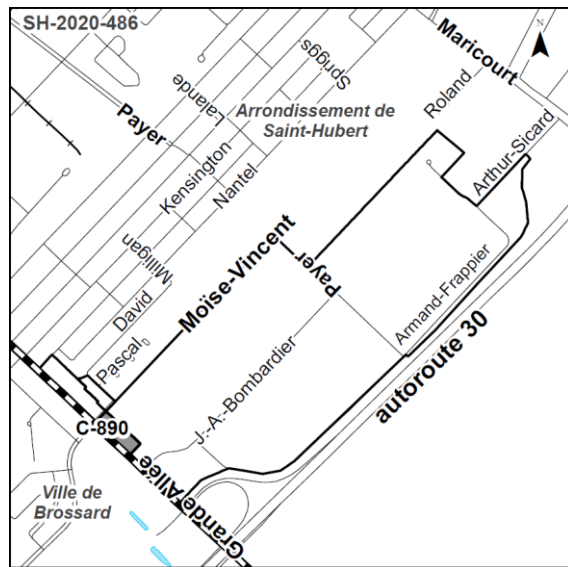 SH-2020-486
Maricourt
N
Spriggs
Lalande
Roland
Payer
Arrondissement de
Saint-Hubert
Arthur-Sicard
Kensington
Nantel
Moïse-Vincent
Milligan
Payer
David
Armand-Frappier
Pascal
J.-A.-Bombardier
autoroute 30
C-890
Grande Allée
Ville de
Brossard